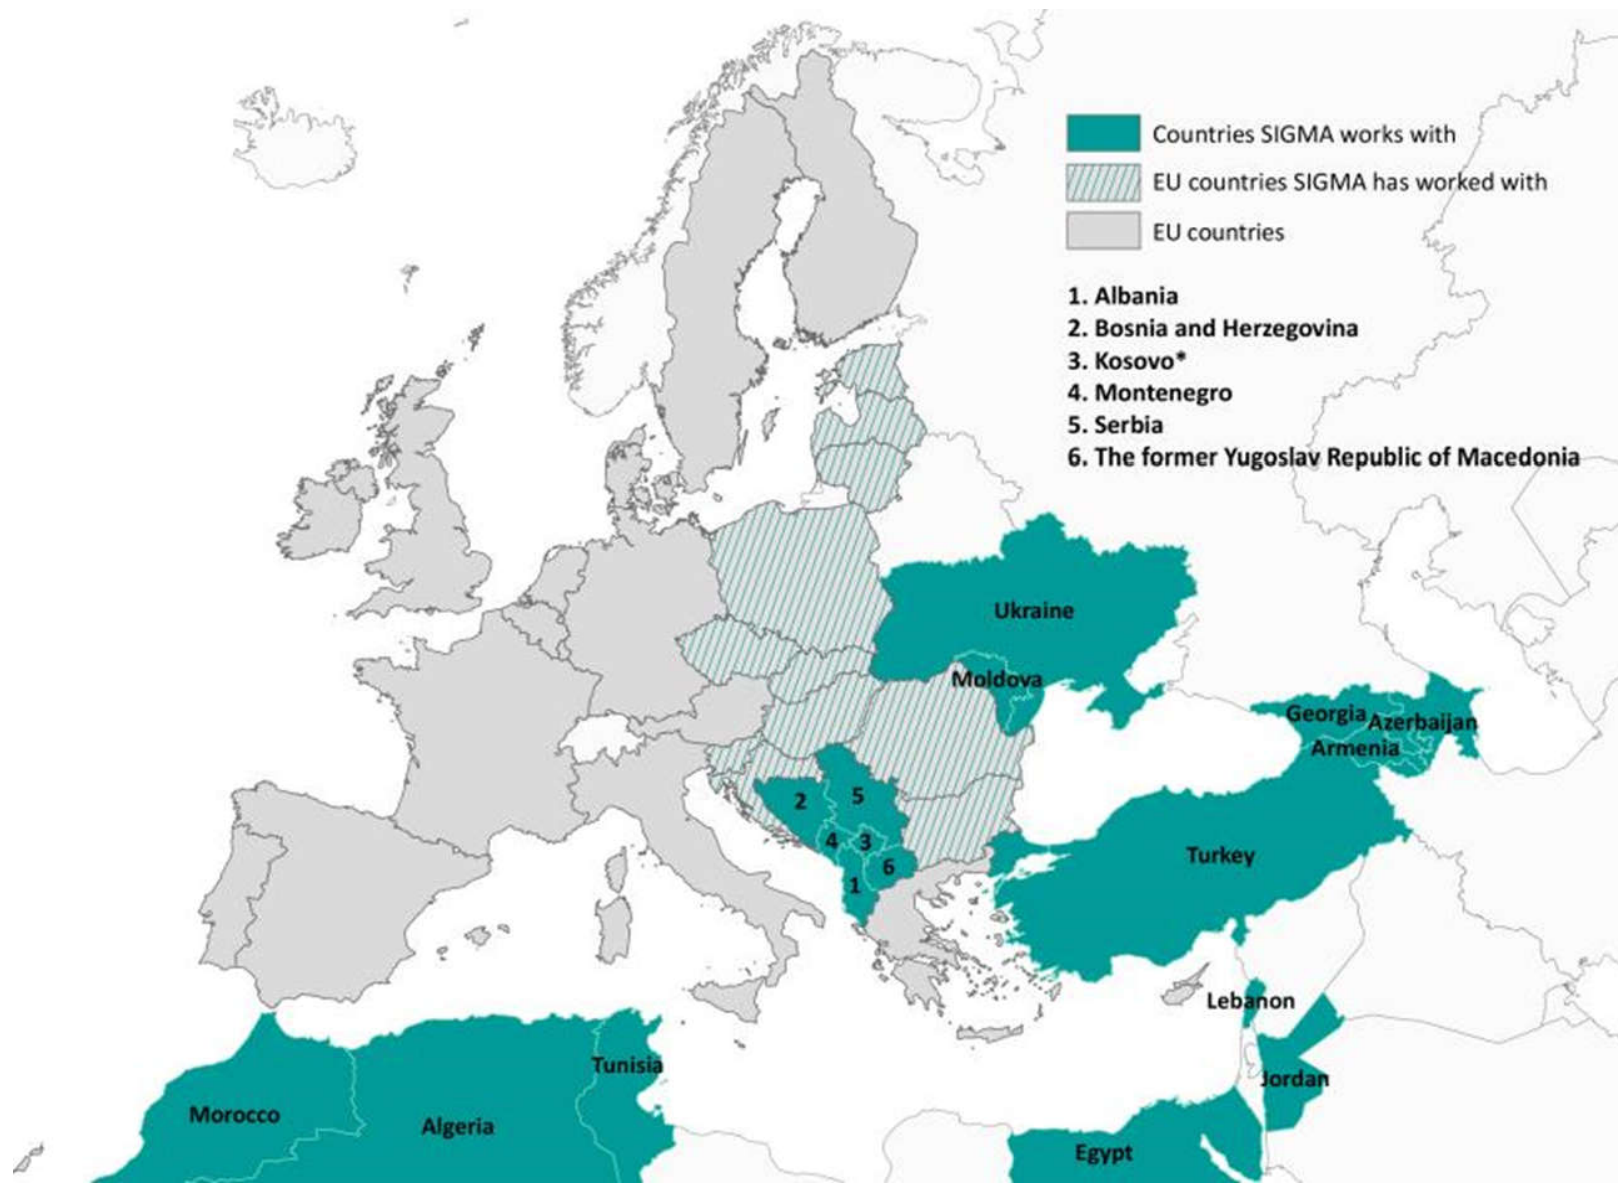 Countries SIGMA works with
EU countries SIGMA has worked with
EU countries
1. Albania
2. Bosnia and Herzegovina
3. Kosovo*
4. Montenegro
5. Serbia
6. The former Yugoslav Republic of Macedonia
Ukraine
Moldova
Georgia
Azerbaijan
Armenia
2
5
4
3
6
1
Turkey
Lebanon
Jordan
Tunisia
Morocco
Algeria
Egypt